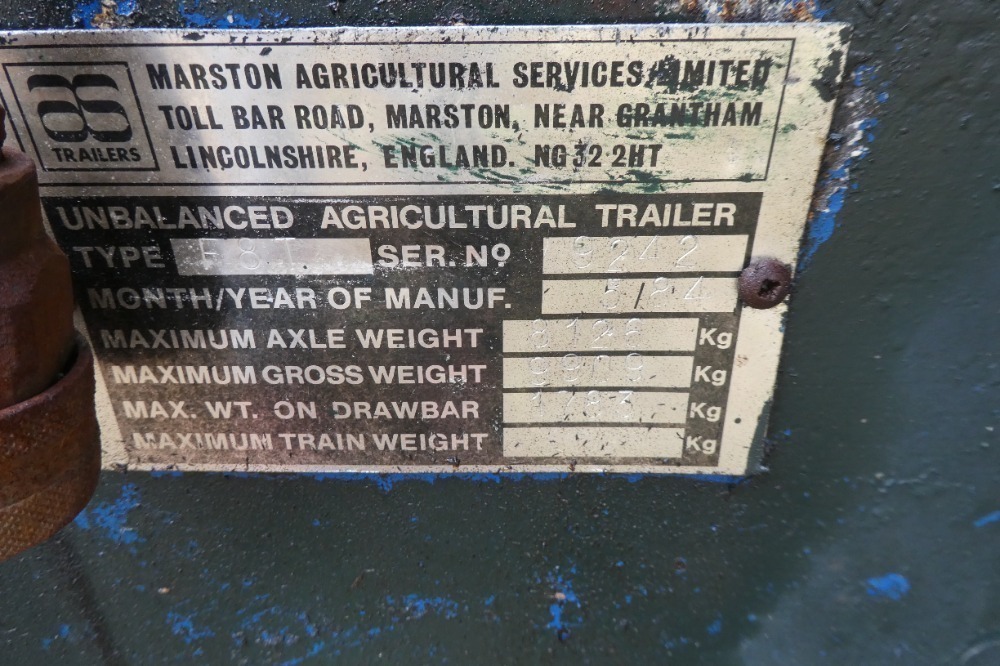 MARSTON AGRICULTURAL SERVICES LIMITED
TOLL BAR ROAD, MARSTON, NEAR GRANTHAM
LINCOLNSHIRE, ENGLAND. NG32 2HT
as
TRAILERS
UNBALANCED AGRICULTURAL TRAILER
TYPE SER. Nº 9242
MONTH/YEAR OF MANUF.
MAXIMUM AXLE WEIGHT 8128 Kg
MAXIMUM GROSS WEIGHT Kg
MAX. WT. ON DRAWBAR Kg
MAXIMUM TRAIN WEIGHT Kg